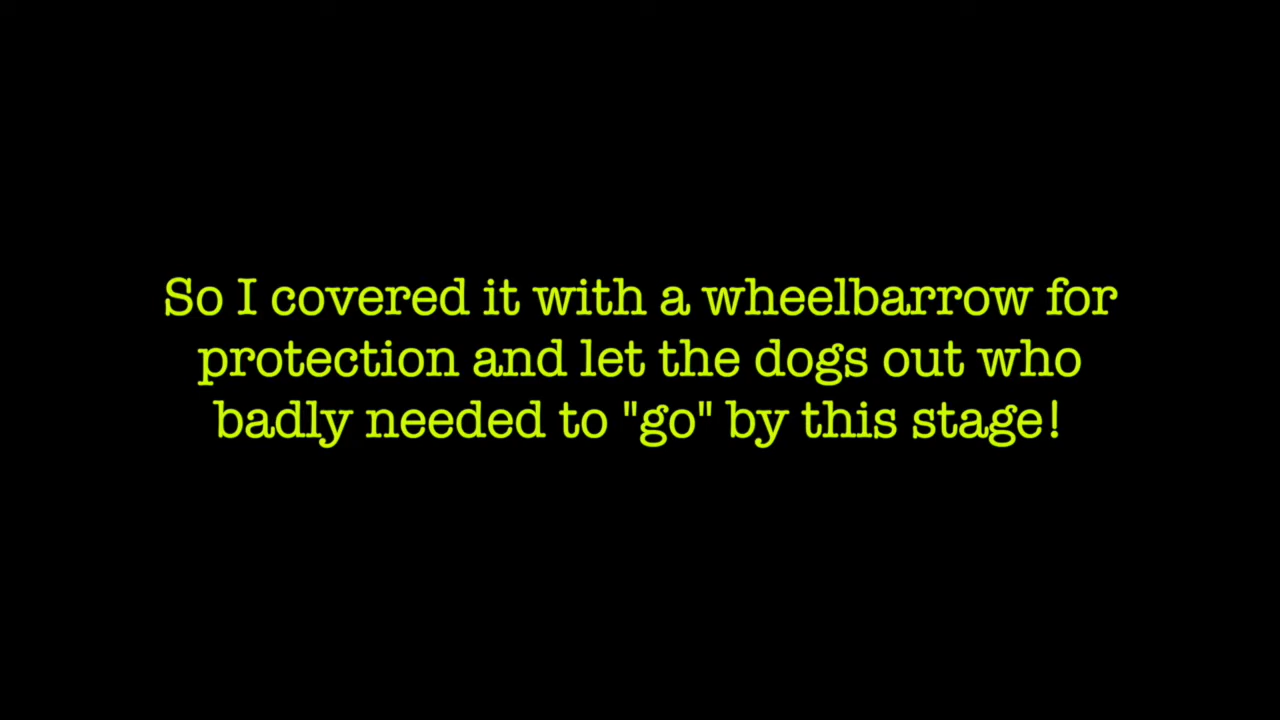 So I covered it with a wheelbarrow for
protection and let the dogs out who
badly needed to "go" by this stage!